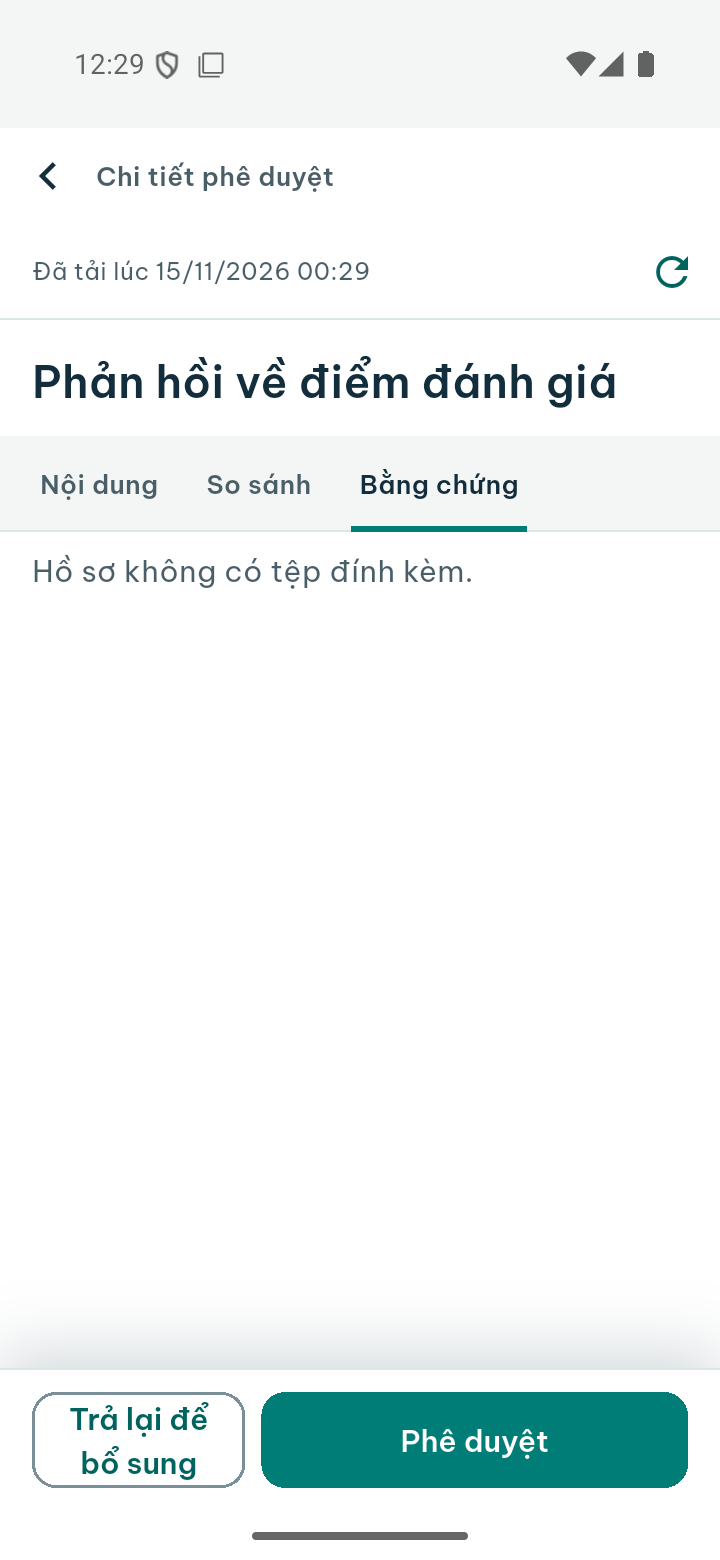 12:29
Chi tiết phê duyệt
Đã tải lúc 15/11/2026 00:29
Phản hồi về điểm đánh giá
Nội dung
So sánh
Bằng chứng
Hồ sơ không có tệp đính kèm.
Trả lại để
bổ sung
Phê duyệt